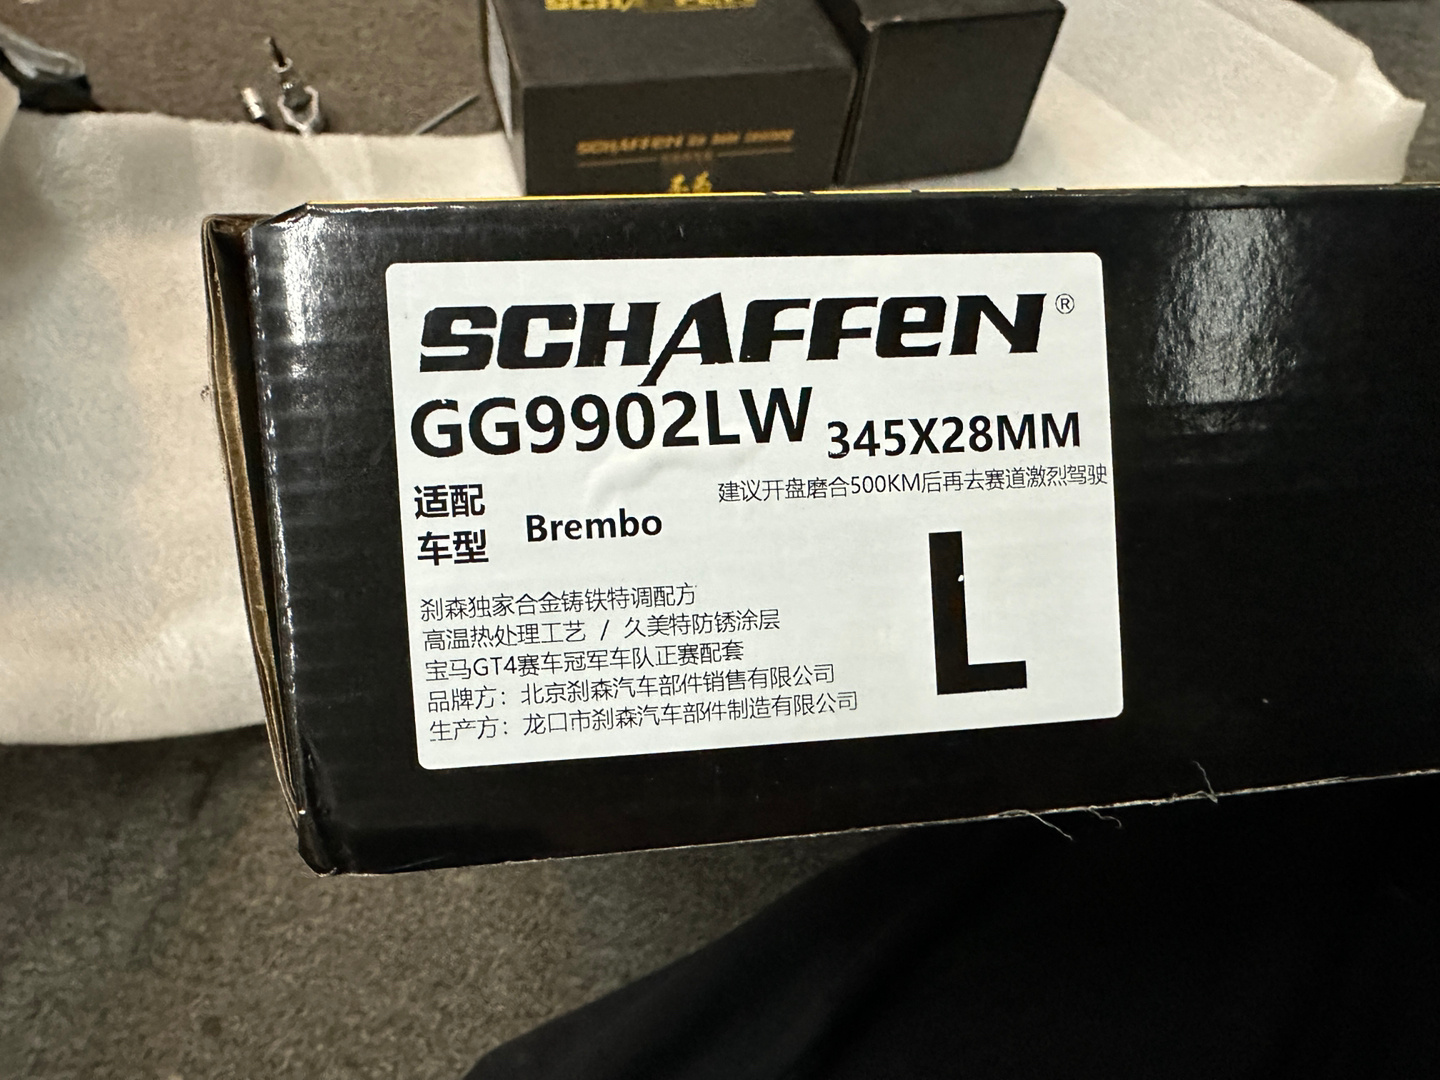 SCHAFFEN
SCHAFFEN
SCHAFFEN®
GG9902LW 345X28MM
建议开盘磨合500KM后再去赛道激烈驾驶
适配
车型
Brembo
L
刹森独家合金铸铁特调配方
高温热处理工艺 / 久美特防锈涂层
宝马GT4赛车冠军车队正赛配套
品牌方：北京刹森汽车部件销售有限公司
生产方：龙口市刹森汽车部件制造有限公司